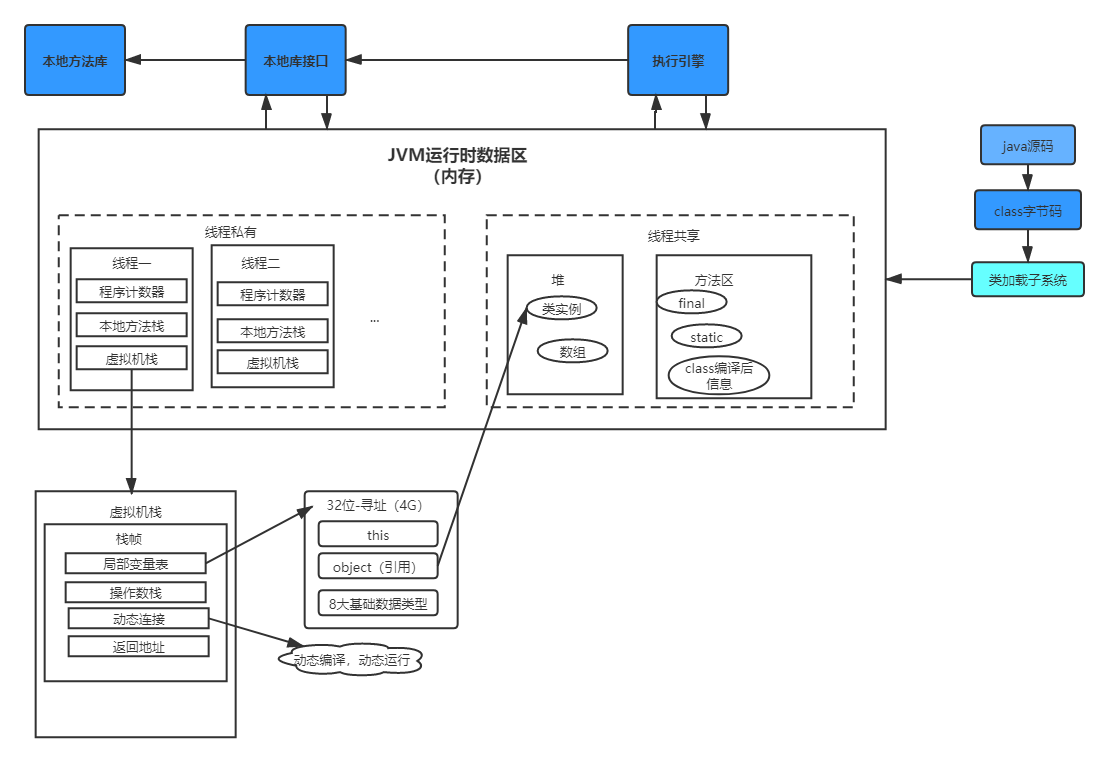 本地方法库
本地库接口
执行引擎
JVM运行时数据区
（内存）
java源码
class字节码
类加载子系统
线程私有
线程一
程序计数器
本地方法栈
虚拟机栈
线程二
程序计数器
本地方法栈
虚拟机栈
...
线程共享
堆
类实例
数组
方法区
final
static
class编译后
信息
虚拟机栈
栈帧
局部变量表
操作数栈
动态连接
返回地址
32位-寻址（4G）
this
object（引用）
8大基础数据类型
动态编译，动态运行